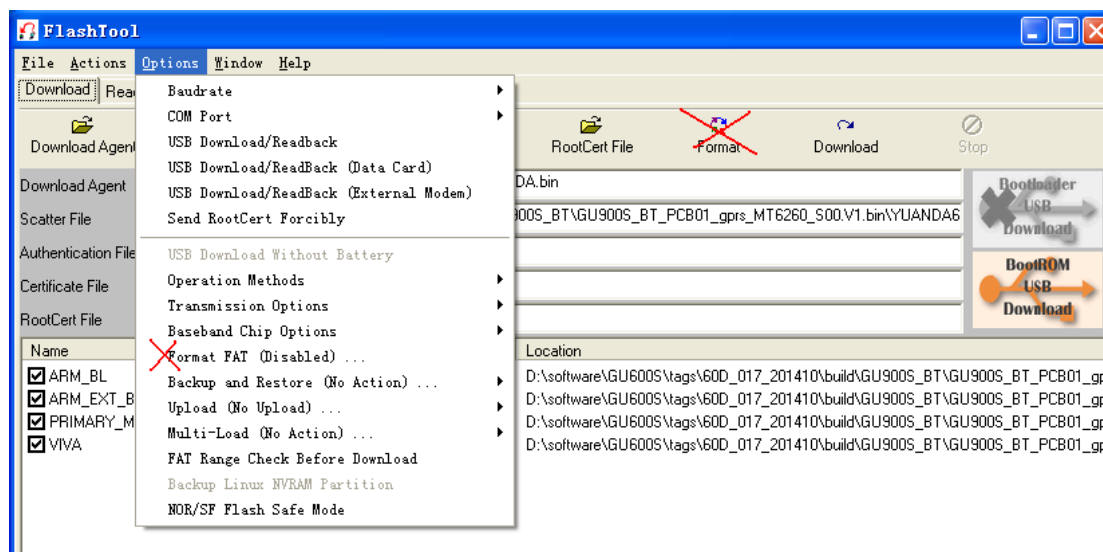 FlashTool
File Actions Options Window Help
Download Rea
Baudrate
COM Port
USB Download/Readback
USB Download/ReadBack (Data Card)
USB Download/ReadBack (External Modem)
Send RootCert Forcibly
USB Download Without Battery
Operation Methods
Transmission Options
Baseband Chip Options
Format FAT (Disabled) ...
Backup and Restore (No Action) ...
Upload (No Upload) ...
Multi-Load (No Action) ...
FAT Range Check Before Download
Backup Linux NVRAM Partition
NOR/SF Flash Safe Mode
Download Agent RootCert File Format Download Stop
Download Agent DA.bin
Scatter File 900S_BT\GU900S_BT_PCB01_gprs_MT6260_S00.V1.bin\YUANDA6
Authentication File
Certificate File
RootCert File
Bootloader
USB
Download
BootROM
USB
Download
Name Location
ARM_BL D:\software\GU600S\tags\60D_017_201410\build\GU900S_BT\GU900S_BT_PCB01_gp
ARM_EXT_B D:\software\GU600S\tags\60D_017_201410\build\GU900S_BT\GU900S_BT_PCB01_gp
PRIMARY_M D:\software\GU600S\tags\60D_017_201410\build\GU900S_BT\GU900S_BT_PCB01_gp
VIVA D:\software\GU600S\tags\60D_017_201410\build\GU900S_BT\GU900S_BT_PCB01_gp